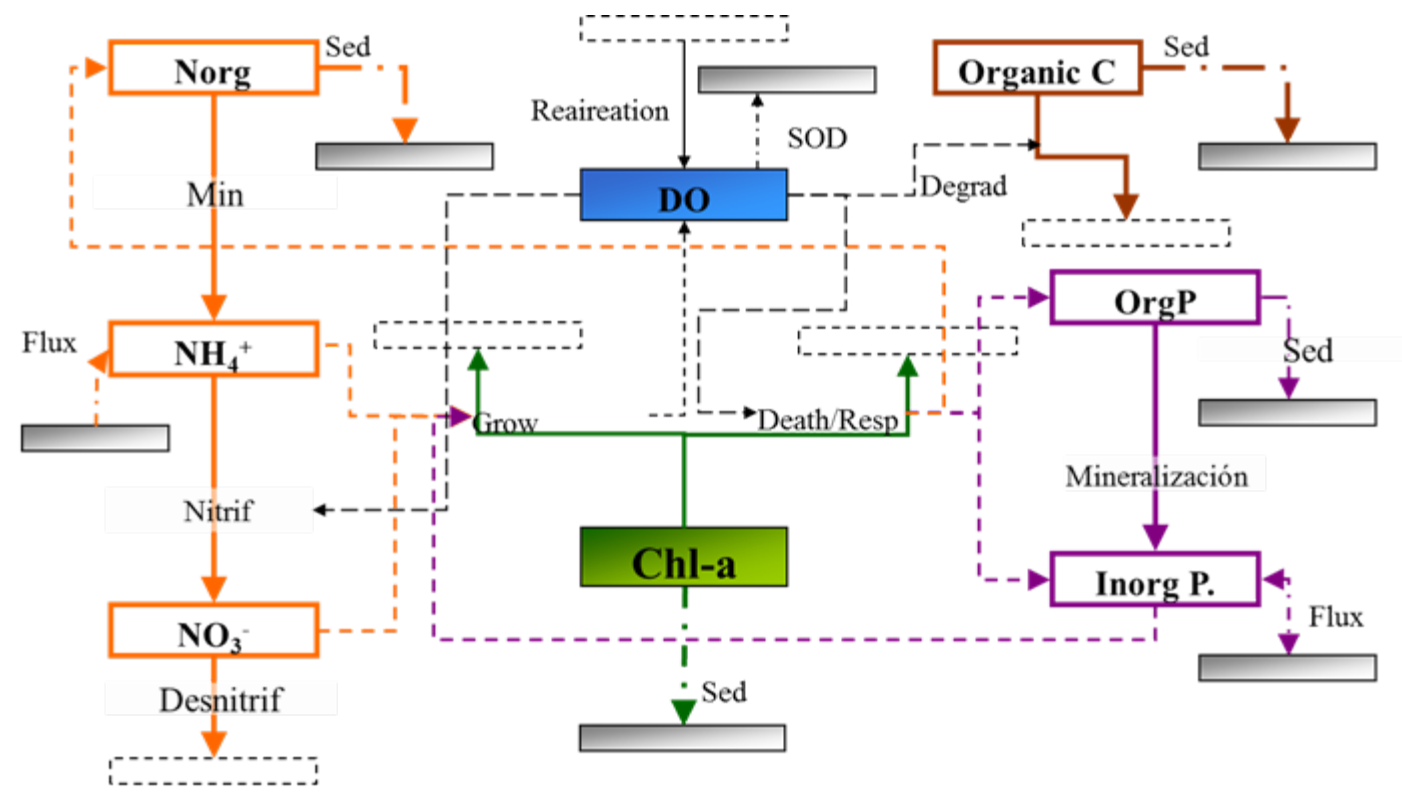 Sed
Norg
Organic C
Sed
Reaireation
SOD
Min
DO
Degrad
Flux
NH₄⁺
OrgP
Sed
Grow
Death/Resp
Mineralización
Nitrif
Chl-a
Inorg P.
NO₃⁻
Flux
Desnitrif
Sed